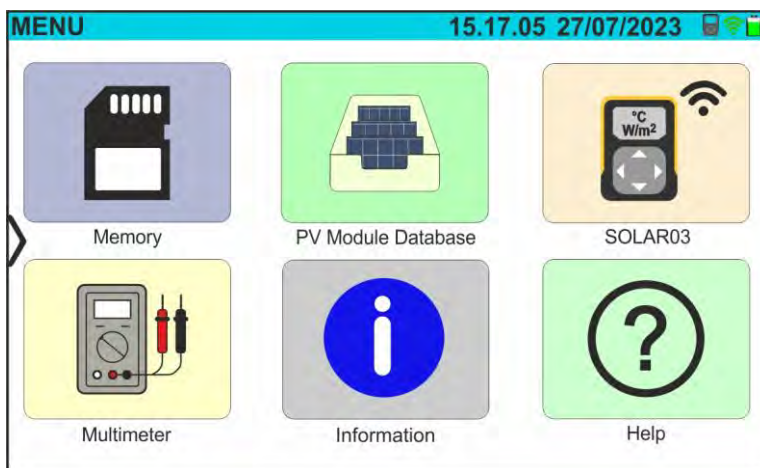 MENU 15.17.05 27/07/2023
°C
W/m²
Memory PV Module Database SOLAR03
i ?
Multimeter Information Help